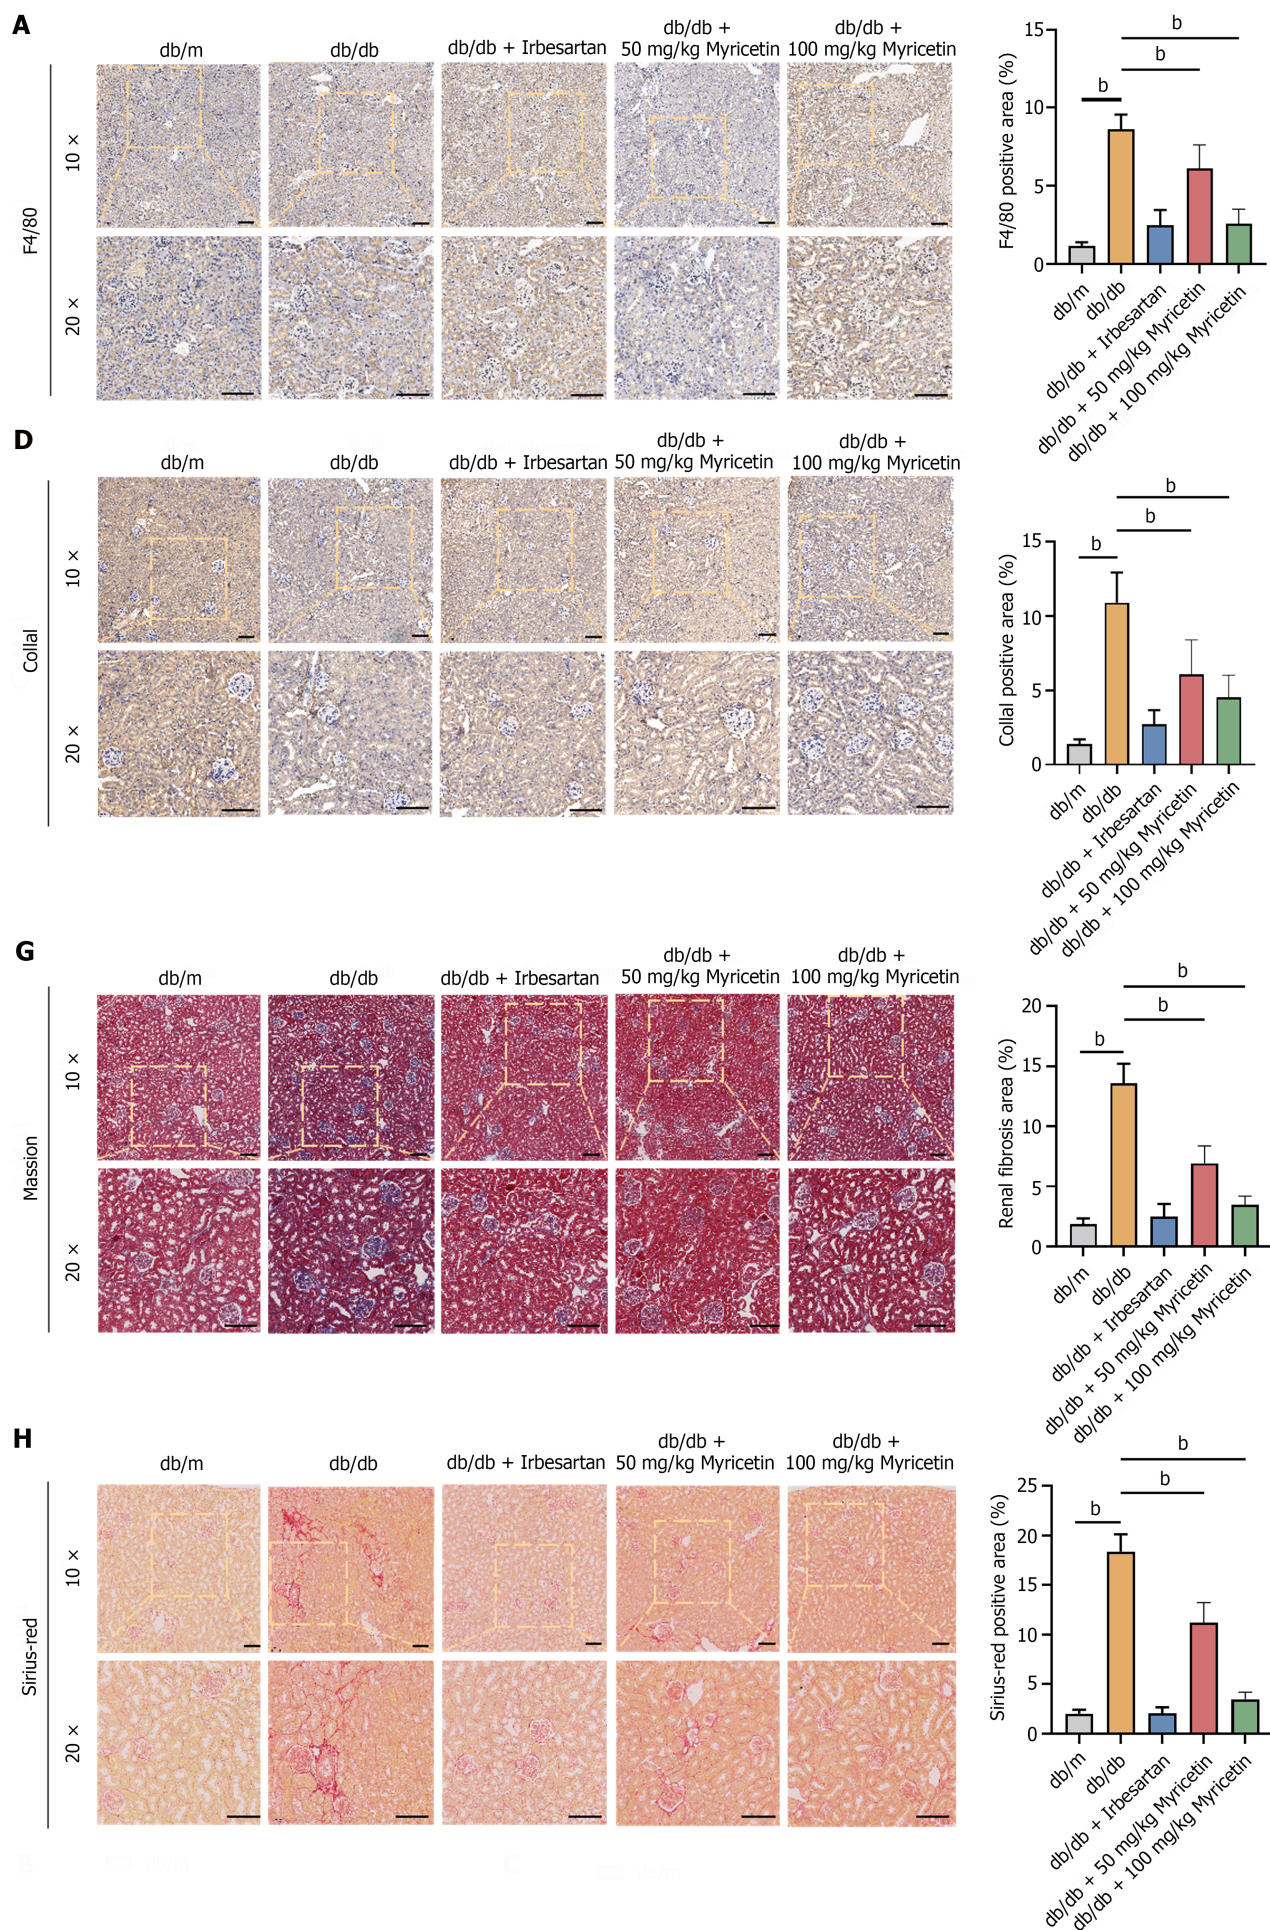 A
db/m
db/db
db/db + Irbesartan
db/db +
50 mg/kg Myricetin
db/db +
100 mg/kg Myricetin
F4/80
10 ×
20 ×
F4/80 positive area (%)
15
10
5
0
b
b
b
db/m
db/db
db/db + Irbesartan
db/db + 50 mg/kg Myricetin
db/db + 100 mg/kg Myricetin
D
db/m
db/db
db/db + Irbesartan
db/db +
50 mg/kg Myricetin
db/db +
100 mg/kg Myricetin
Collal
10 ×
20 ×
Collal positive area (%)
15
10
5
0
b
b
b
db/m
db/db
db/db + Irbesartan
db/db + 50 mg/kg Myricetin
db/db + 100 mg/kg Myricetin
G
db/m
db/db
db/db + Irbesartan
db/db +
50 mg/kg Myricetin
db/db +
100 mg/kg Myricetin
Massion
10 ×
20 ×
Renal fibrosis area (%)
20
15
10
5
0
b
b
b
db/m
db/db
db/db + Irbesartan
db/db + 50 mg/kg Myricetin
db/db + 100 mg/kg Myricetin
H
db/m
db/db
db/db + Irbesartan
db/db +
50 mg/kg Myricetin
db/db +
100 mg/kg Myricetin
Sirius-red
10 ×
20 ×
Sirius-red positive area (%)
25
20
15
10
5
0
b
b
b
db/m
db/db
db/db + Irbesartan
db/db + 50 mg/kg Myricetin
db/db + 100 mg/kg Myricetin